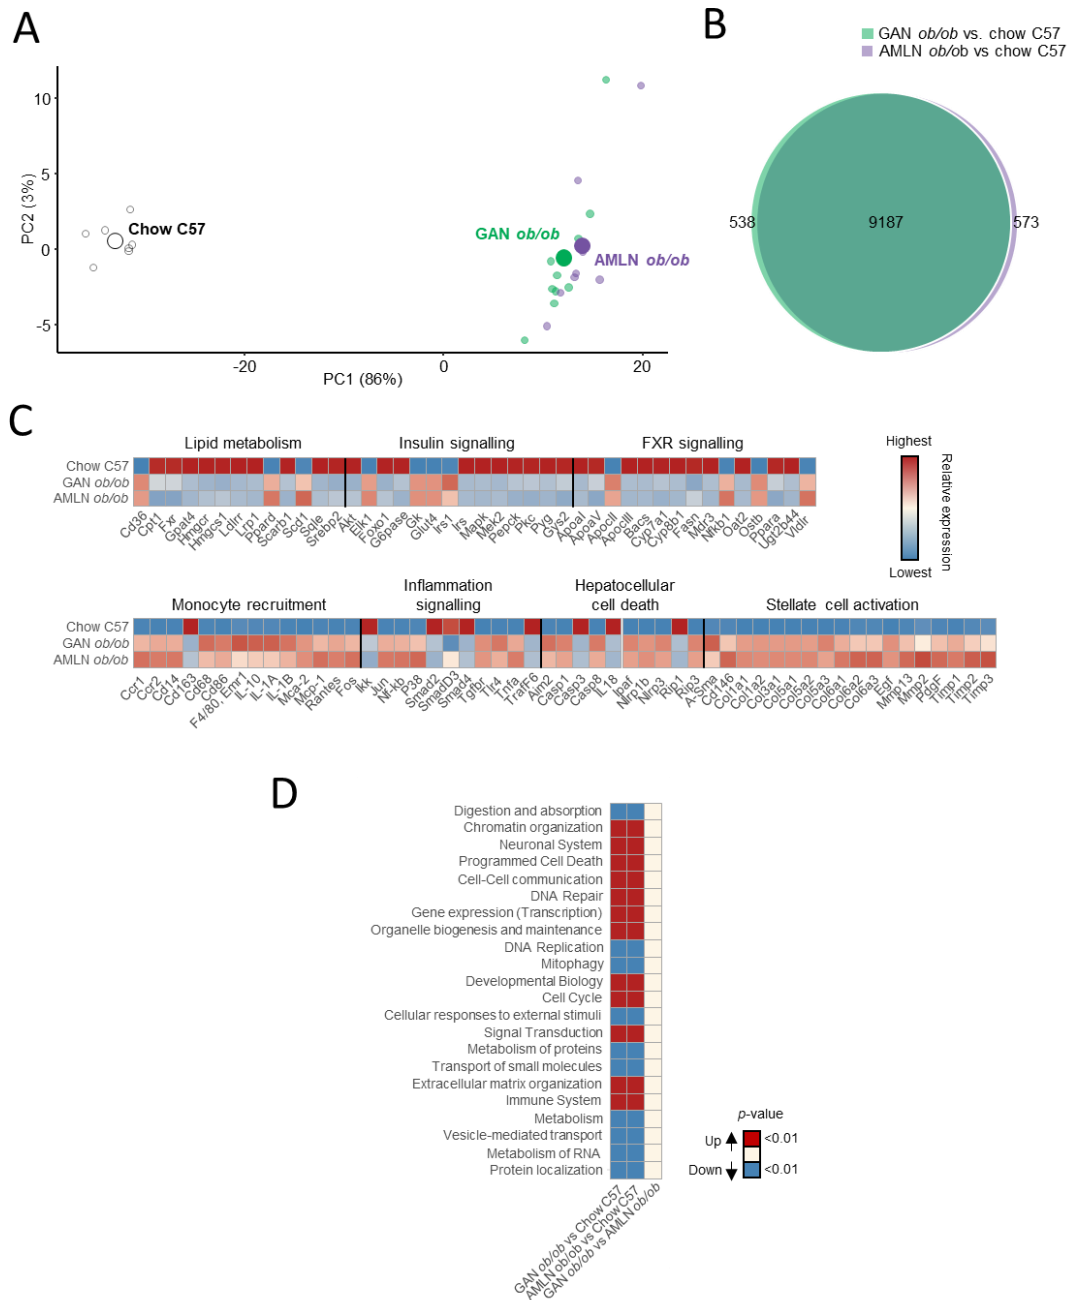 A
10
5
0
-5
PC2 (3%)
-20
0
20
PC1 (86%)
Chow C57
GAN ob/ob
AMLN ob/ob
B
GAN ob/ob vs. chow C57
AMLN ob/ob vs chow C57
538
9187
573
C
Lipid metabolism
Insulin signalling
FXR signalling
Chow C57
GAN ob/ob
AMLN ob/ob
Cd36
Cpt1
Fxr
Gpat4
Hmgcr
Hmgcs1
Ldlrr
Lrp1
Ppard
Scarb1
Scd1
Sqle
Srebp2
Akt
Elk1
Foxo1
G6pase
Gk
Glut4
Irs1
Irs
Mapk
Mek2
Pepck
Pkc
Pyg
Gys2
ApoaI
ApoaV
ApocII
ApocIII
Bacs
Cyp7a1
Cyp8b1
Fasn
Mdr3
Nfkb1
Oat2
Ostb
Ppara
Ugt2b44
Vldlr
Highest
Relative expression
Lowest
Monocyte recruitment
Inflammation
signalling
Hepatocellular
cell death
Stellate cell activation
Chow C57
GAN ob/ob
AMLN ob/ob
Ccr1
Ccr2
Cd14
Cd163
Cd68
Cd86
F4/80, Emr1
IL-10
IL-1A
IL-1B
Mca-2
Mcp-1
Rantes
Fos
Ikk
Jun
Nf-kb
P38
Smad2
SmadD3
Smad4
Tgfbr
Tlr4
Tnfa
TrafF6
Aim2
Casp1
Casp3
Casp8
IL18
Ipaf
Nlrp1b
Nlrp3
Rip1
Rip3
A-Sma
Cd146
Col1a1
Col1a2
Col3a1
Col5a1
Col5a2
Col5a3
Col6a1
Col6a2
Col6a3
Egf
Mmp13
Mmp2
PdgF
Timp1
Timp2
Timp3
D
Digestion and absorption
Chromatin organization
Neuronal System
Programmed Cell Death
Cell-Cell communication
DNA Repair
Gene expression (Transcription)
Organelle biogenesis and maintenance
DNA Replication
Mitophagy
Developmental Biology
Cell Cycle
Cellular responses to external stimuli
Signal Transduction
Metabolism of proteins
Transport of small molecules
Extracellular matrix organization
Immune System
Metabolism
Vesicle-mediated transport
Metabolism of RNA
Protein localization
GAN ob/ob vs Chow C57
AMLN ob/ob vs Chow C57
GAN ob/ob vs AMLN ob/ob
p-value
Up
<0.01
Down
<0.01